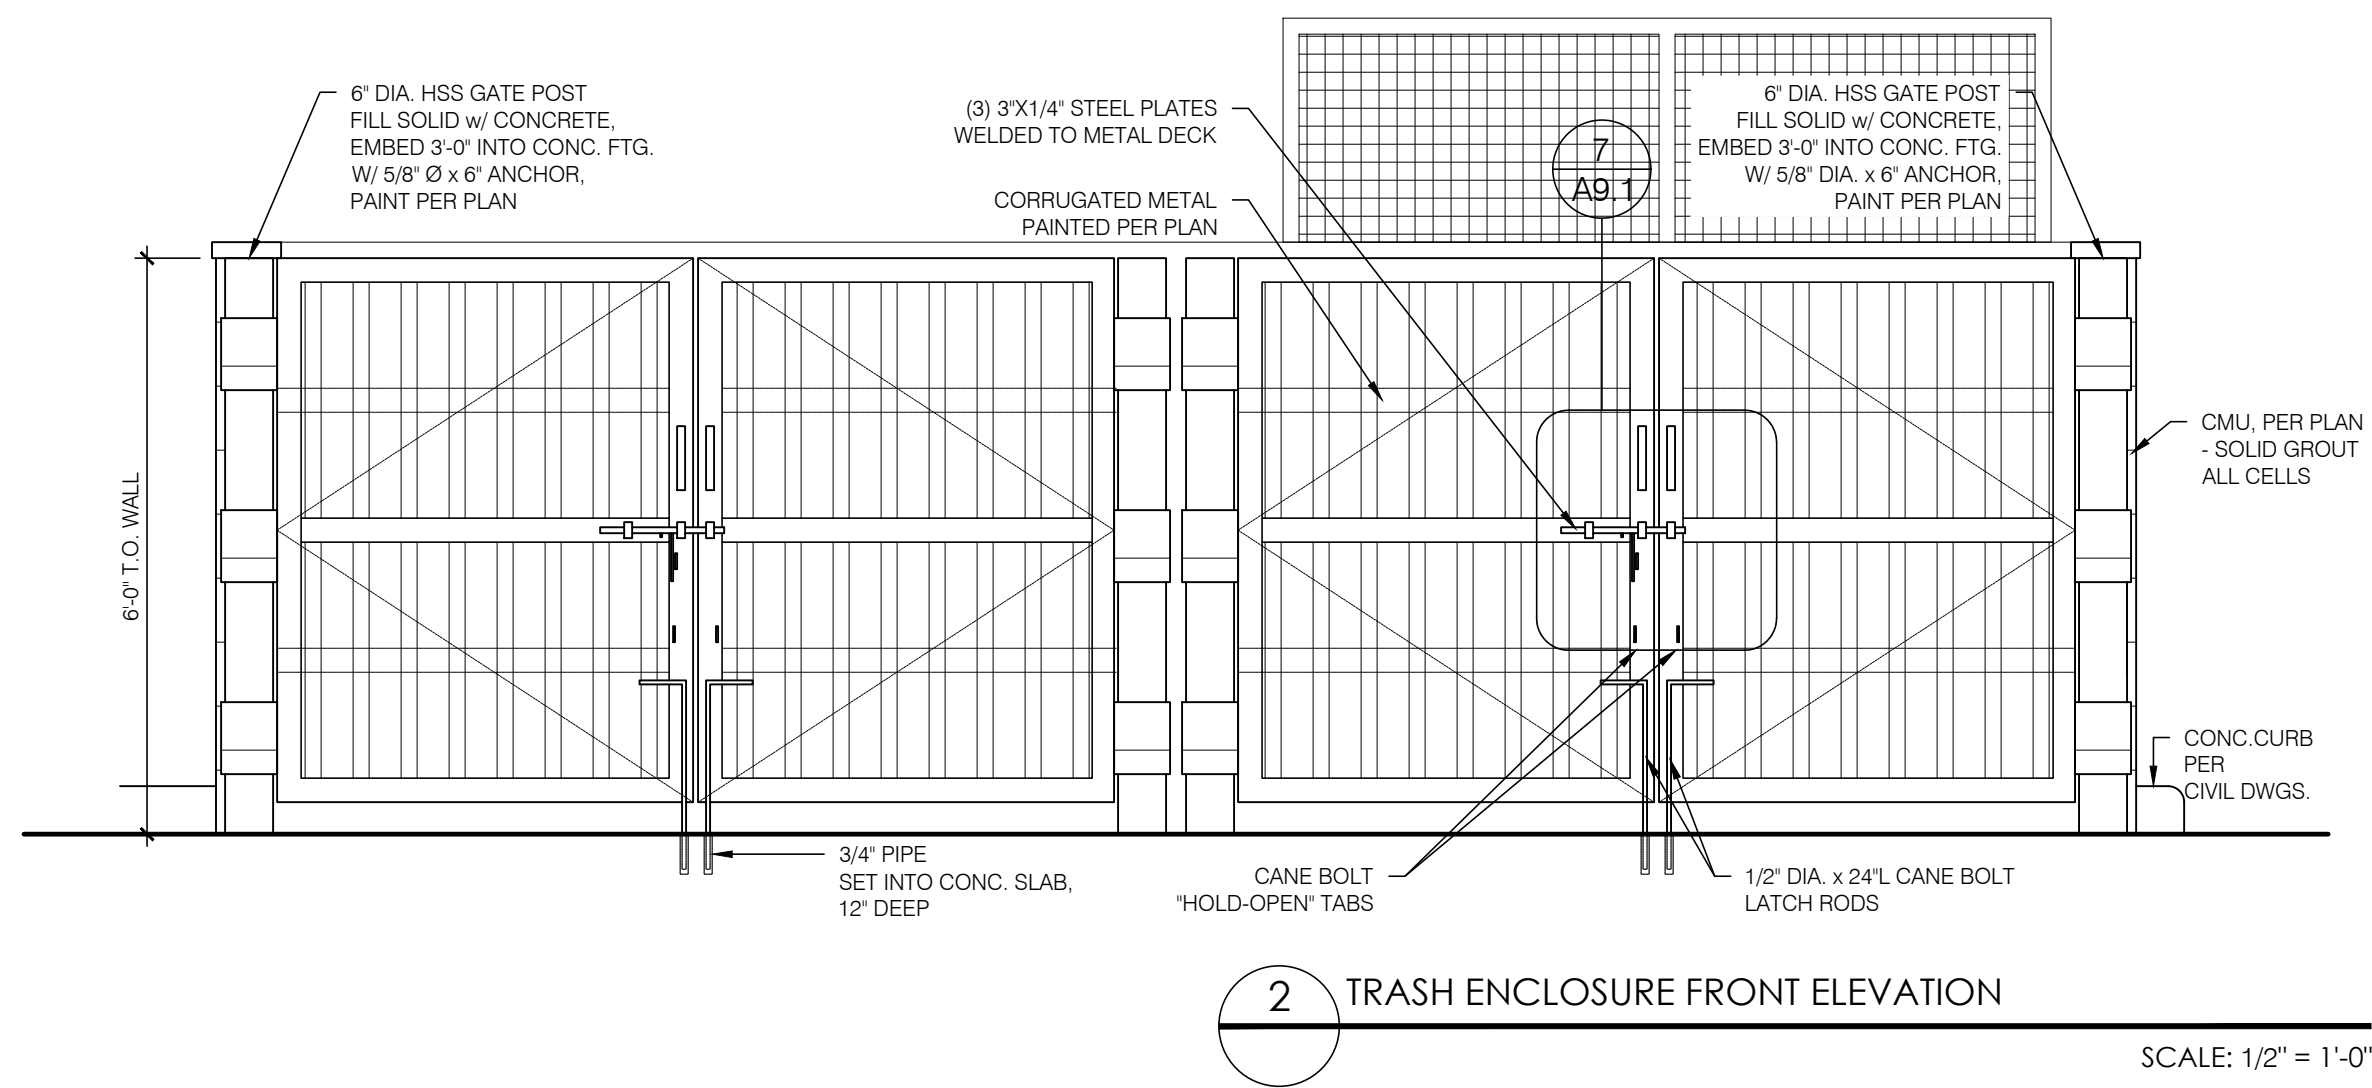 6" DIA. HSS GATE POST
FILL SOLID w/ CONCRETE,
EMBED 3'-0" INTO CONC. FTG.
W/ 5/8" Ø x 6" ANCHOR,
PAINT PER PLAN
(3) 3"X1/4" STEEL PLATES
WELDED TO METAL DECK
CORRUGATED METAL
PAINTED PER PLAN
7
A9.1
6" DIA. HSS GATE POST
FILL SOLID w/ CONCRETE,
EMBED 3'-0" INTO CONC. FTG.
W/ 5/8" DIA. x 6" ANCHOR,
PAINT PER PLAN
6'-0" T.O. WALL
CMU, PER PLAN
- SOLID GROUT
ALL CELLS
CONC.CURB
PER
CIVIL DWGS.
3/4" PIPE
SET INTO CONC. SLAB,
12" DEEP
CANE BOLT
"HOLD-OPEN" TABS
1/2" DIA. x 24"L CANE BOLT
LATCH RODS
2
TRASH ENCLOSURE FRONT ELEVATION
SCALE: 1/2" = 1'-0"